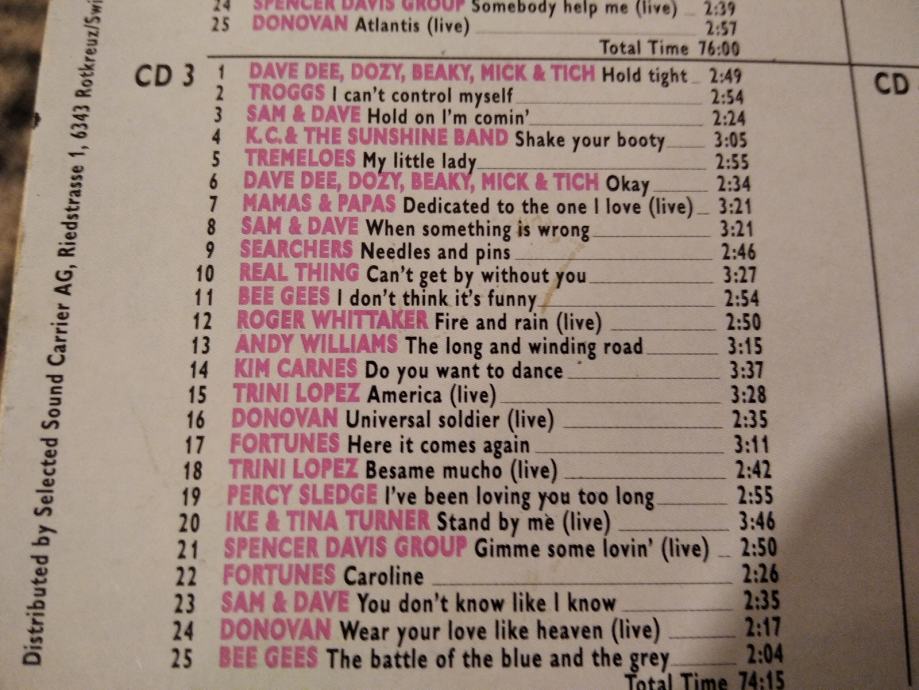 24 SPENCER DAVIS GROUP Somebody help me (live) 2:39
25 DONOVAN Atlantis (live) 2:57
Total Time 76:00
CD 3
1 DAVE DEE, DOZY, BEAKY, MICK & TICH Hold tight 2:49
2 TROGGS I can't control myself 2:54
3 SAM & DAVE Hold on I'm comin' 2:24
4 K.C. & THE SUNSHINE BAND Shake your booty 3:05
5 TREMELOES My little lady 2:55
6 DAVE DEE, DOZY, BEAKY, MICK & TICH Okay 2:34
7 MAMAS & PAPAS Dedicated to the one I love (live) 3:21
8 SAM & DAVE When something is wrong 3:21
9 SEARCHERS Needles and pins 2:46
10 REAL THING Can't get by without you 3:27
11 BEE GEES I don't think it's funny 2:54
12 ROGER WHITTAKER Fire and rain (live) 2:50
13 ANDY WILLIAMS The long and winding road 3:15
14 KIM CARNES Do you want to dance 3:37
15 TRINI LOPEZ America (live) 3:28
16 DONOVAN Universal soldier (live) 2:35
17 FORTUNES Here it comes again 3:11
18 TRINI LOPEZ Besame mucho (live) 2:42
19 PERCY SLEDGE I've been loving you too long 2:55
20 IKE & TINA TURNER Stand by me (live) 3:46
21 SPENCER DAVIS GROUP Gimme some lovin' (live) 2:50
22 FORTUNES Caroline 2:26
23 SAM & DAVE You don't know like I know 2:35
24 DONOVAN Wear your love like heaven (live) 2:17
25 BEE GEES The battle of the blue and the grey 2:04
Total Time 74:15
CD
Distributed by Selected Sound Carrier AG, Riedstrasse 1, 6343 Rotkreuz/Swi